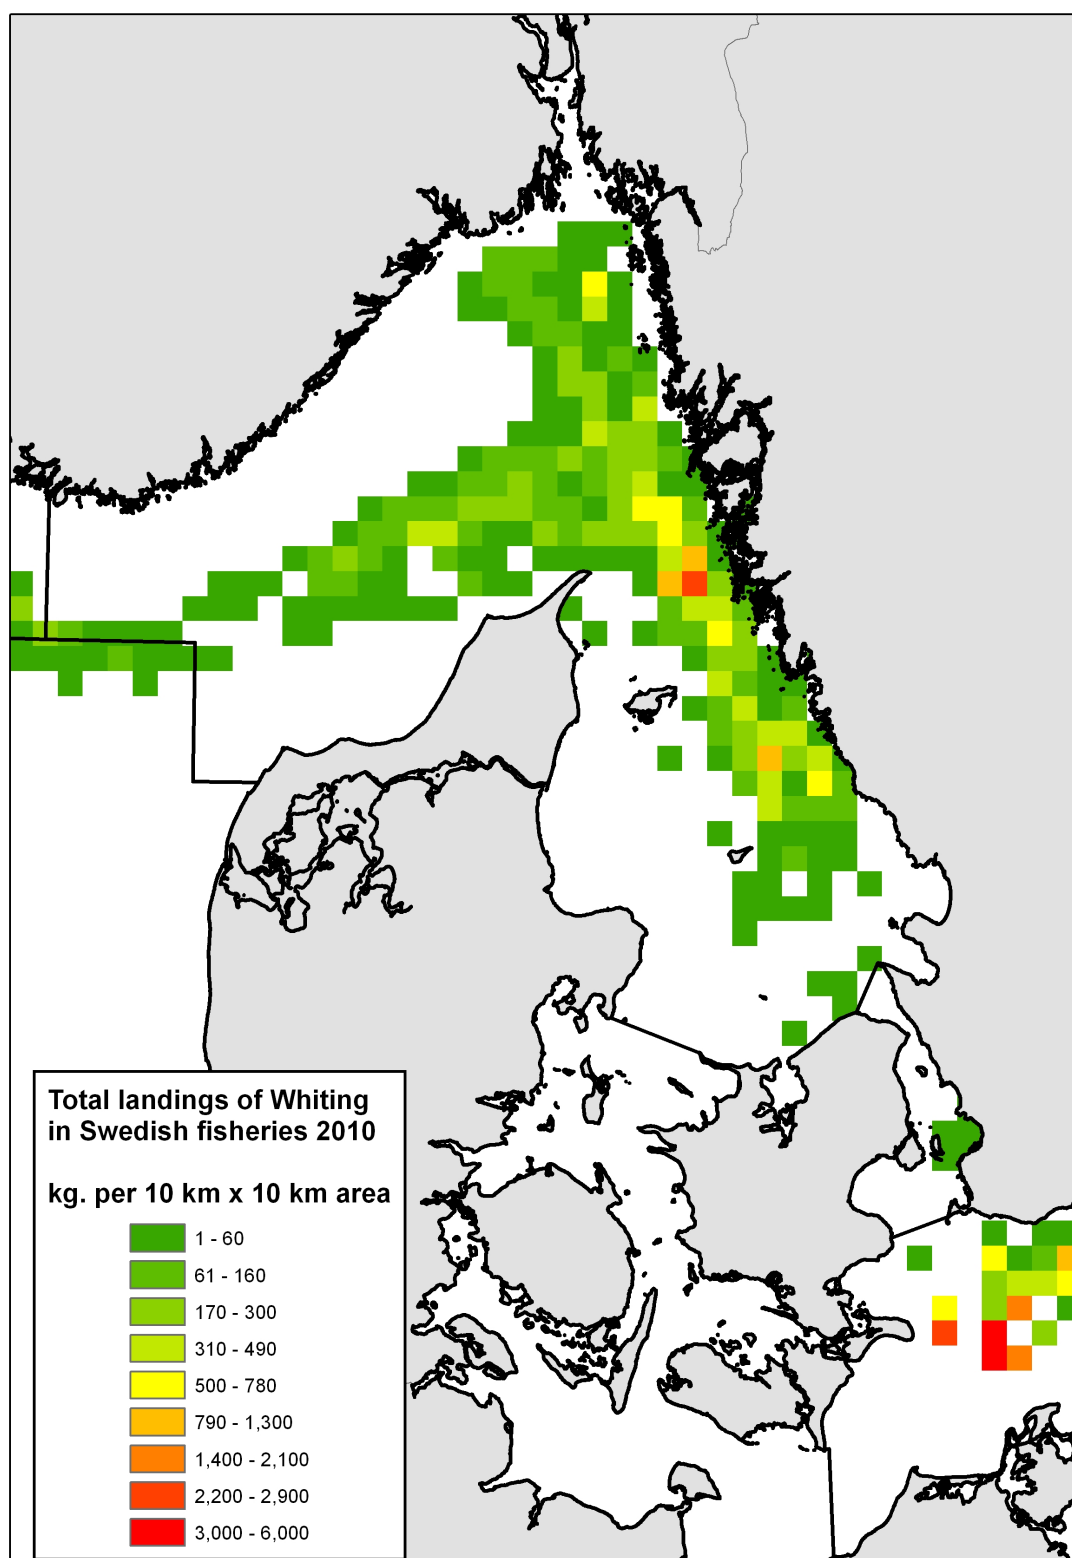 Total landings of Whiting
in Swedish fisheries 2010
kg. per 10 km x 10 km area
1 - 60
61 - 160
170 - 300
310 - 490
500 - 780
790 - 1,300
1,400 - 2,100
2,200 - 2,900
3,000 - 6,000